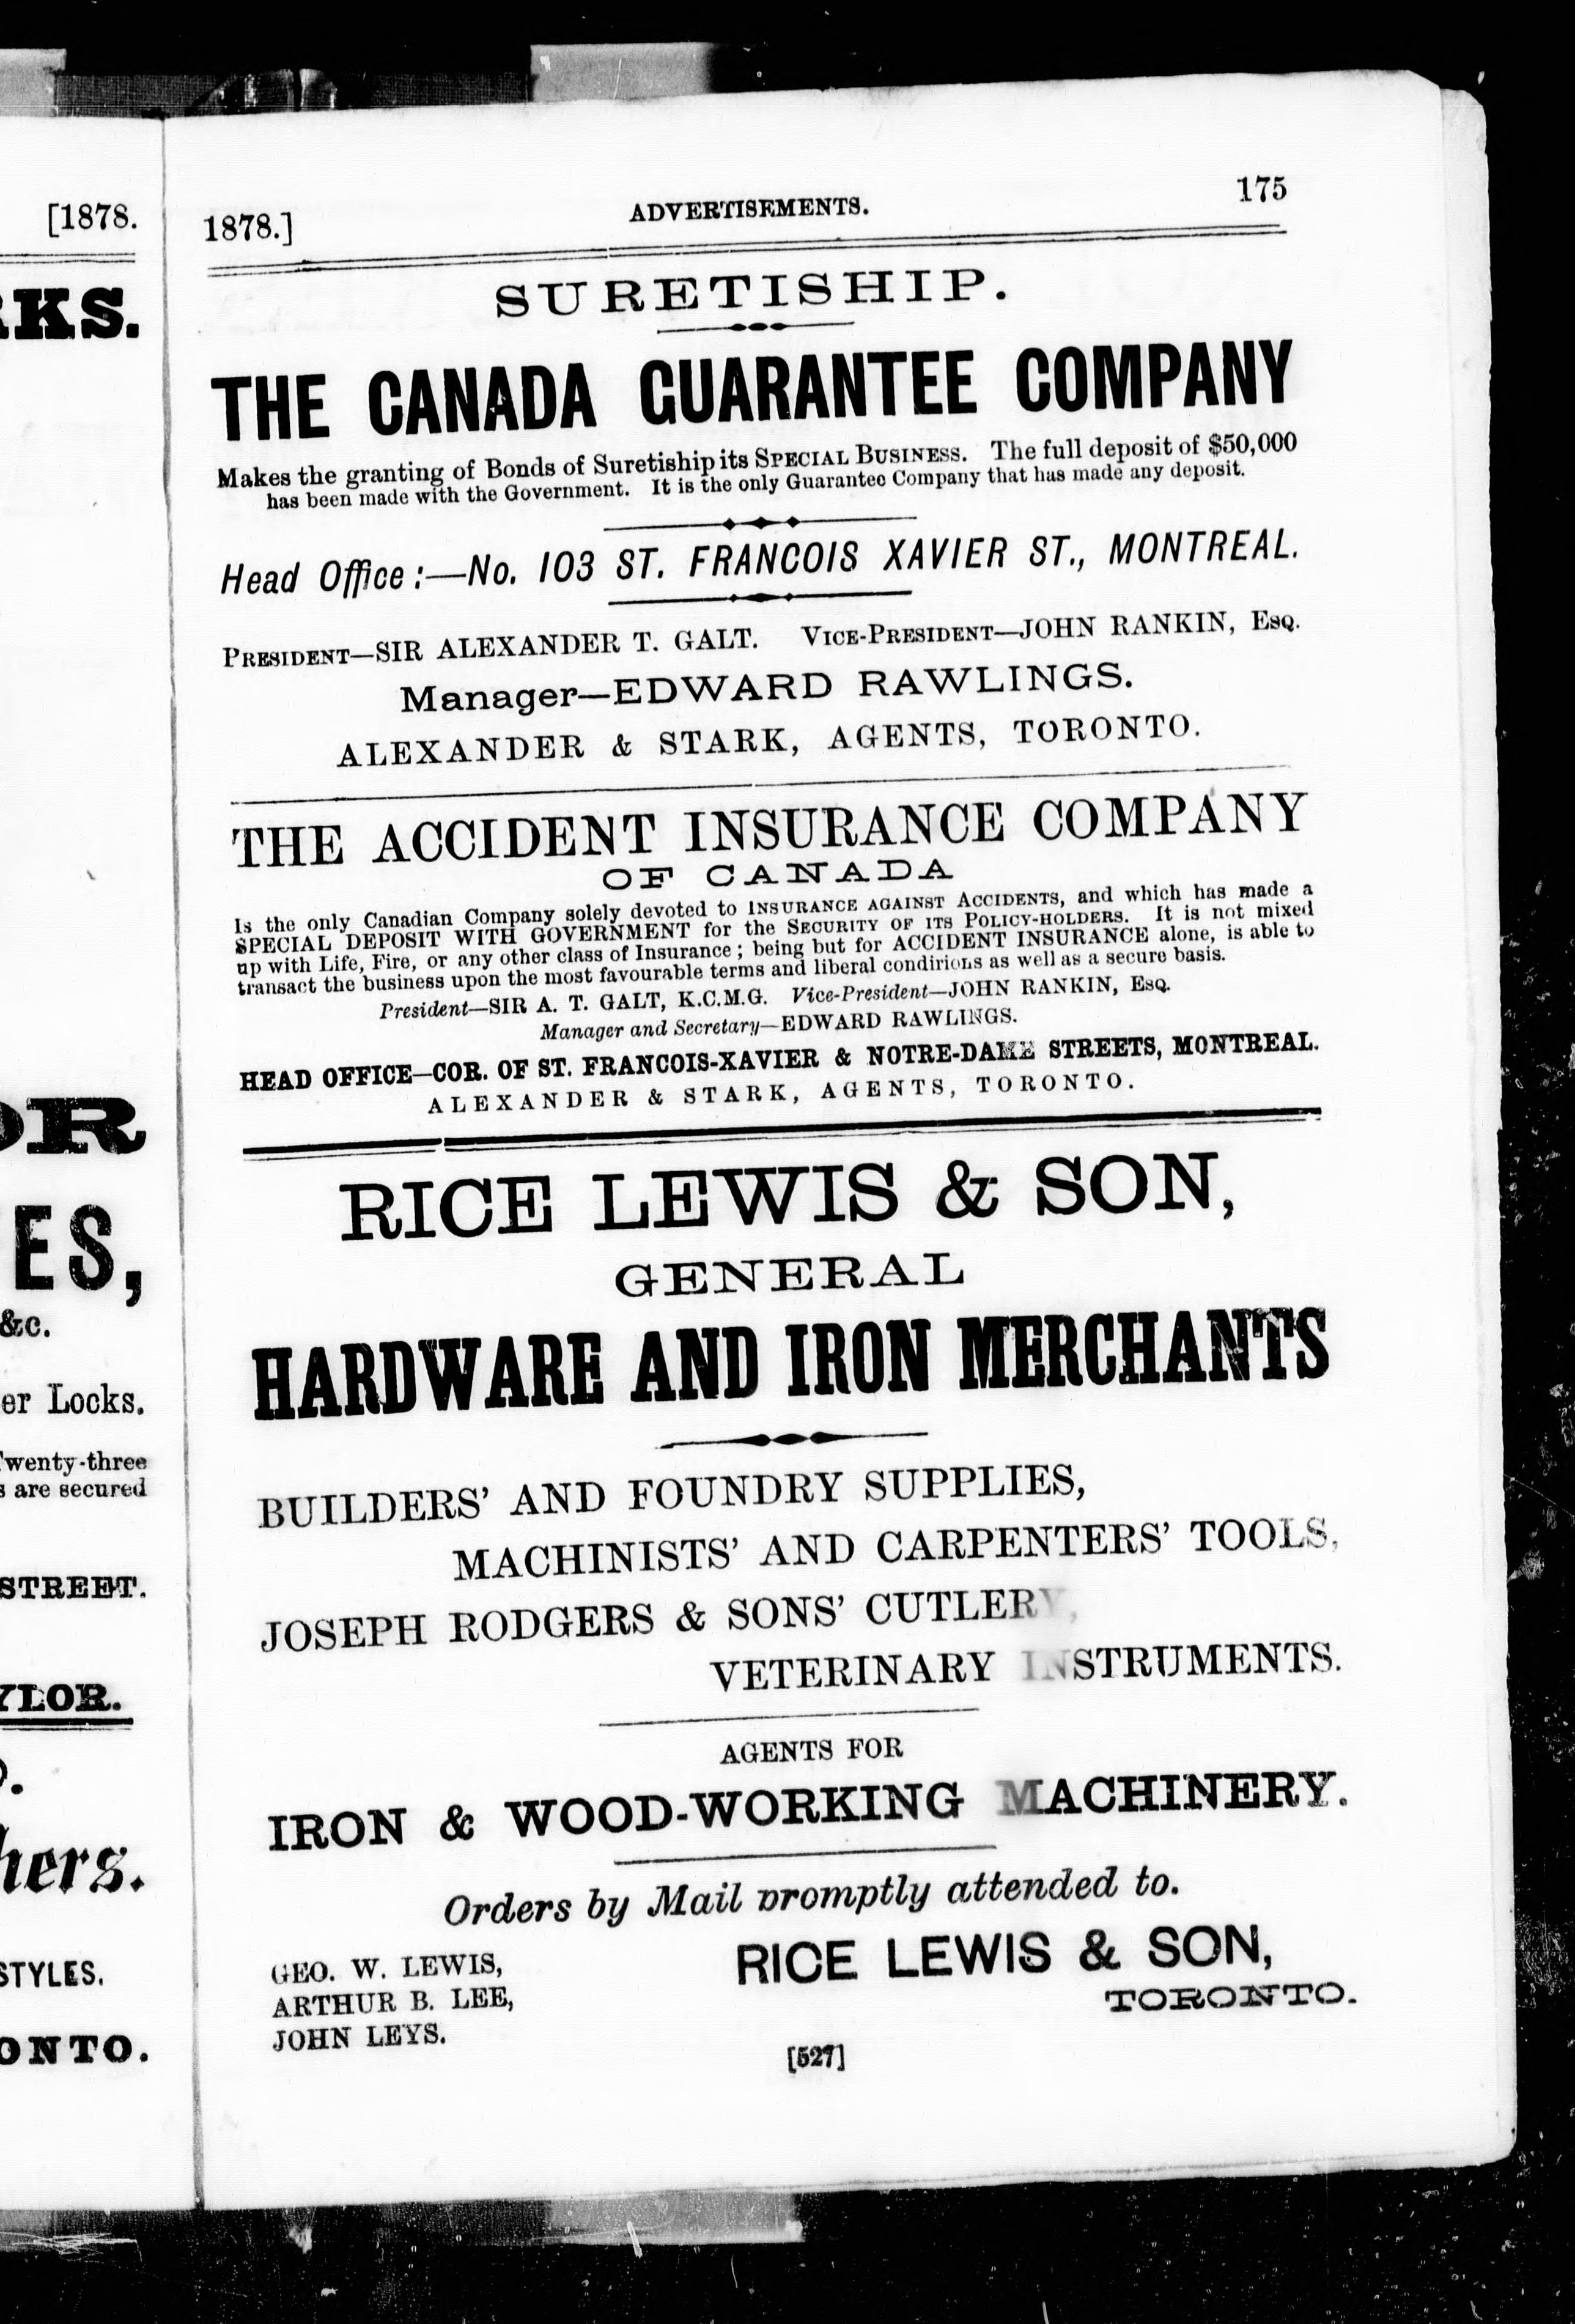 [1878.
RKS.
OR
ES,
&c.
er Locks.
Twenty-three
s are secured
STREET.
YLOR.
hers.
STYLES.
ONTO.
1878.] ADVERTISEMENTS. 175
SURETISHIP.
THE CANADA GUARANTEE COMPANY
Makes the granting of Bonds of Suretiship its SPECIAL BUSINESS. The full deposit of $50,000
has been made with the Government. It is the only Guarantee Company that has made any deposit.
Head Office:—No. 103 ST. FRANCOIS XAVIER ST., MONTREAL.
PRESIDENT—SIR ALEXANDER T. GALT. VICE-PRESIDENT—JOHN RANKIN, ESQ.
Manager—EDWARD RAWLINGS.
ALEXANDER & STARK, AGENTS, TORONTO.
THE ACCIDENT INSURANCE COMPANY
OF CANADA
Is the only Canadian Company solely devoted to INSURANCE AGAINST ACCIDENTS, and which has made a
SPECIAL DEPOSIT WITH GOVERNMENT for the SECURITY OF ITS POLICY-HOLDERS. It is not mixed
up with Life, Fire, or any other class of Insurance; being but for ACCIDENT INSURANCE alone, is able to
transact the business upon the most favourable terms and liberal condirions as well as a secure basis.
President—SIR A. T. GALT, K.C.M.G. Vice-President—JOHN RANKIN, ESQ.
Manager and Secretary—EDWARD RAWLINGS.
HEAD OFFICE—COR. OF ST. FRANCOIS-XAVIER & NOTRE-DAME STREETS, MONTREAL.
ALEXANDER & STARK, AGENTS, TORONTO.
RICE LEWIS & SON,
GENERAL
HARDWARE AND IRON MERCHANTS
BUILDERS' AND FOUNDRY SUPPLIES,
MACHINISTS' AND CARPENTERS' TOOLS,
JOSEPH RODGERS & SONS' CUTLERY,
VETERINARY INSTRUMENTS.
AGENTS FOR
IRON & WOOD-WORKING MACHINERY.
Orders by Mail promptly attended to.
GEO. W. LEWIS,
ARTHUR B. LEE,
JOHN LEYS.
RICE LEWIS & SON,
TORONTO.
[527]